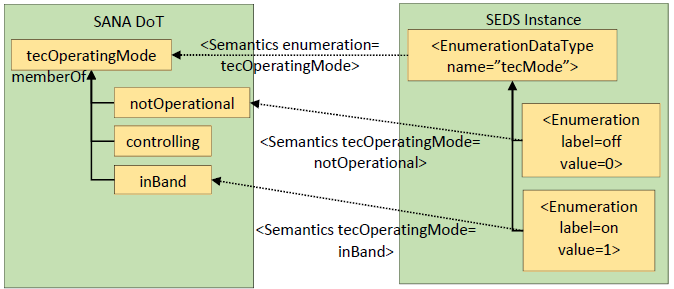 SANA DoT
tecOperatingMode
memberOf
notOperational
controlling
inBand
<Semantics enumeration=
tecOperatingMode>
<Semantics tecOperatingMode=
notOperational>
<Semantics tecOperatingMode=
inBand>
SEDS Instance
<EnumerationDataType
name=”tecMode”>
<Enumeration
label=off
value=0>
<Enumeration
label=on
value=1>